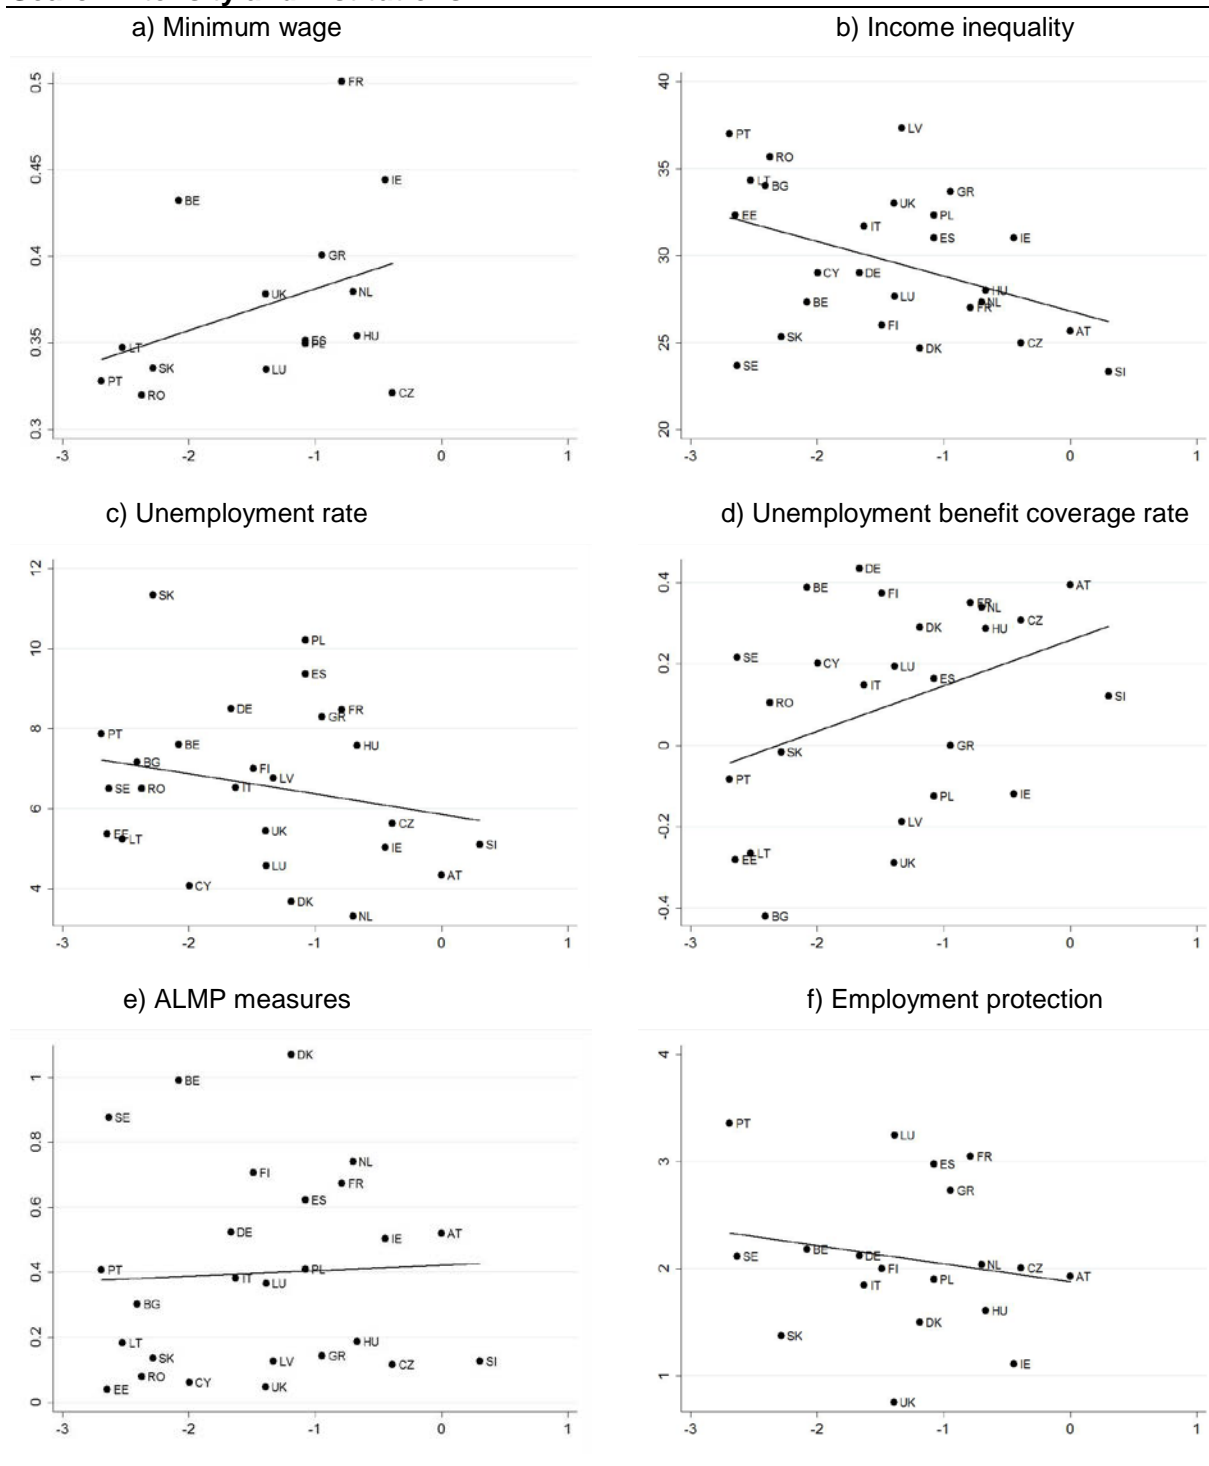 a) Minimum wage
b) Income inequality
0.5
0.45
0.4
0.35
0.3
FR
IE
BE
GR
UK
NL
LT
ES
HU
SK
LU
PT
RO
CZ
-3 -2 -1 0 1
40
35
30
25
20
LV
PT
RO
LT
BG
GR
UK
EE
PL
IT
ES
IE
CY
DE
HU
BE
LU
NL
FR
FI
AT
SK
DK
CZ
SE
SI
-3 -2 -1 0 1
c) Unemployment rate
d) Unemployment benefit coverage rate
12
10
8
6
4
SK
PL
ES
DE
FR
GR
PT
BE
HU
BG
FI
LV
SE
RO
IT
EE
LT
UK
CZ
IE
SI
LU
AT
CY
DK
NL
-3 -2 -1 0 1
0.4
0.2
0
-0.2
-0.4
DE
BE
FI
AT
FR
NL
CZ
DK
HU
SE
CY
LU
ES
IT
RO
SI
SK
GR
PT
PL
IE
LV
LT
EE
UK
BG
-3 -2 -1 0 1
e) ALMP measures
f) Employment protection
1
0.8
0.6
0.4
0.2
0
DK
BE
SE
NL
FI
FR
ES
DE
IE
AT
PT
PL
IT
LU
BG
LT
HU
SK
GR
LV
CZ
SI
RO
CY
EE
UK
-3 -2 -1 0 1
4
3
2
1
PT
LU
FR
ES
GR
BE
SE
DE
FI
NL
CZ
AT
PL
IT
HU
DK
SK
IE
UK
-3 -2 -1 0 1